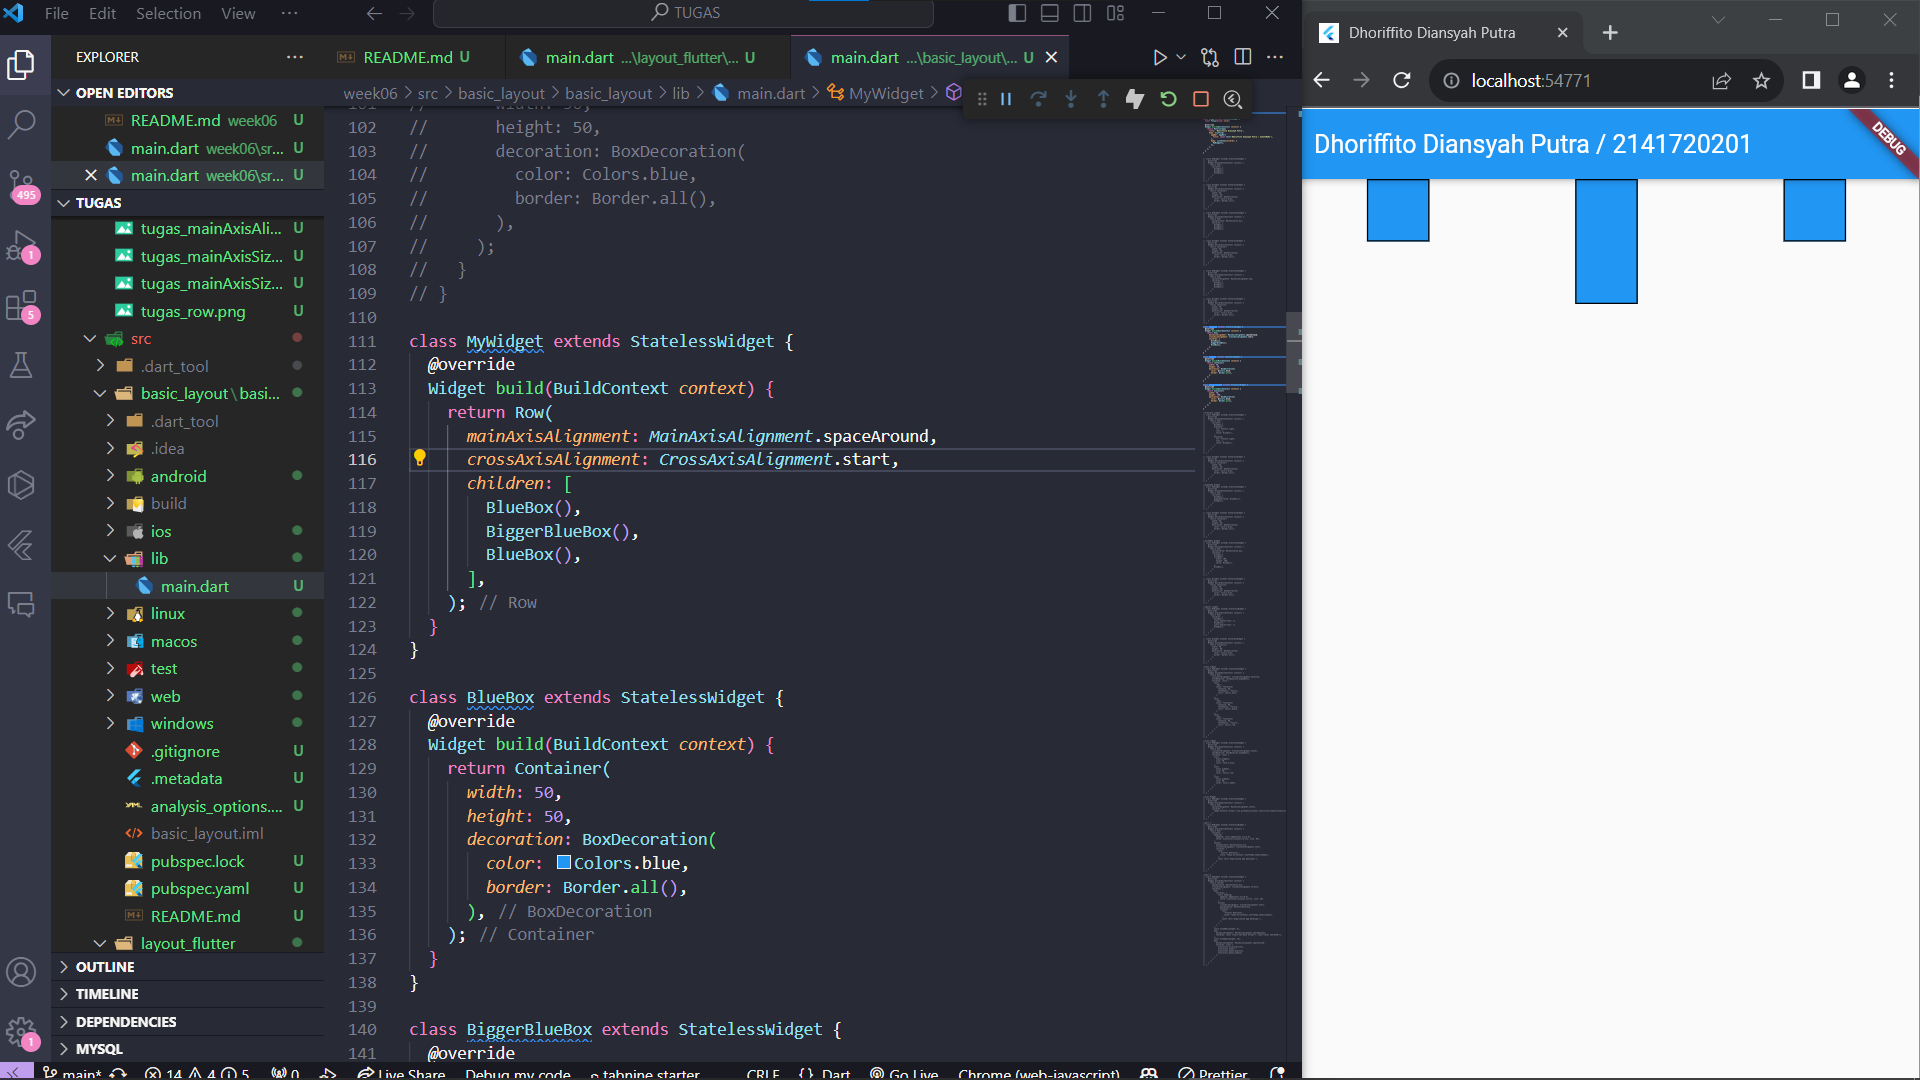 File Edit Selection View ··· TUGAS
EXPLORER ···
OPEN EDITORS
README.md week06
main.dart week06\sr...
main.dart week06\sr...
TUGAS
tugas_mainAxisAli... U
tugas_mainAxisSiz... U
tugas_mainAxisSiz... U
tugas_row.png U
src
.dart_tool
basic_layout\basi...
.dart_tool
.idea
android
build
ios
lib
main.dart U
linux
macos
test
web
windows
.gitignore U
.metadata U
analysis_options.... U
basic_layout.iml
pubspec.lock U
pubspec.yaml U
README.md U
layout_flutter
OUTLINE
TIMELINE
DEPENDENCIES
MYSQL
495
1
5
1
README.md U
main.dart ...\layout_flutter\... U
main.dart ...\basic_layout\... U
week06 > src > basic_layout > basic_layout > lib > main.dart > MyWidget >
101 // width: 50,
102 // height: 50,
103 // decoration: BoxDecoration(
104 // color: Colors.blue,
105 // border: Border.all(),
106 // ),
107 // );
108 // }
109 // }
110
111 class MyWidget extends StatelessWidget {
112 @override
113 Widget build(BuildContext context) {
114 return Row(
115 mainAxisAlignment: MainAxisAlignment.spaceAround,
116 crossAxisAlignment: CrossAxisAlignment.start,
117 children: [
118 BlueBox(),
119 BiggerBlueBox(),
120 BlueBox(),
121 ],
122 ); // Row
123 }
124 }
125
126 class BlueBox extends StatelessWidget {
127 @override
128 Widget build(BuildContext context) {
129 return Container(
130 width: 50,
131 height: 50,
132 decoration: BoxDecoration(
133 color: Colors.blue,
134 border: Border.all(),
135 ), // BoxDecoration
136 ); // Container
137 }
138 }
139
140 class BiggerBlueBox extends StatelessWidget {
141 @override
main* 14 4 5 0 Live Share Debug my code tabnine starter CRLF {} Dart Go Live Chrome (web-javascript) Prettier
Dhoriffito Diansyah Putra
localhost:54771
Dhoriffito Diansyah Putra / 2141720201
DEBUG